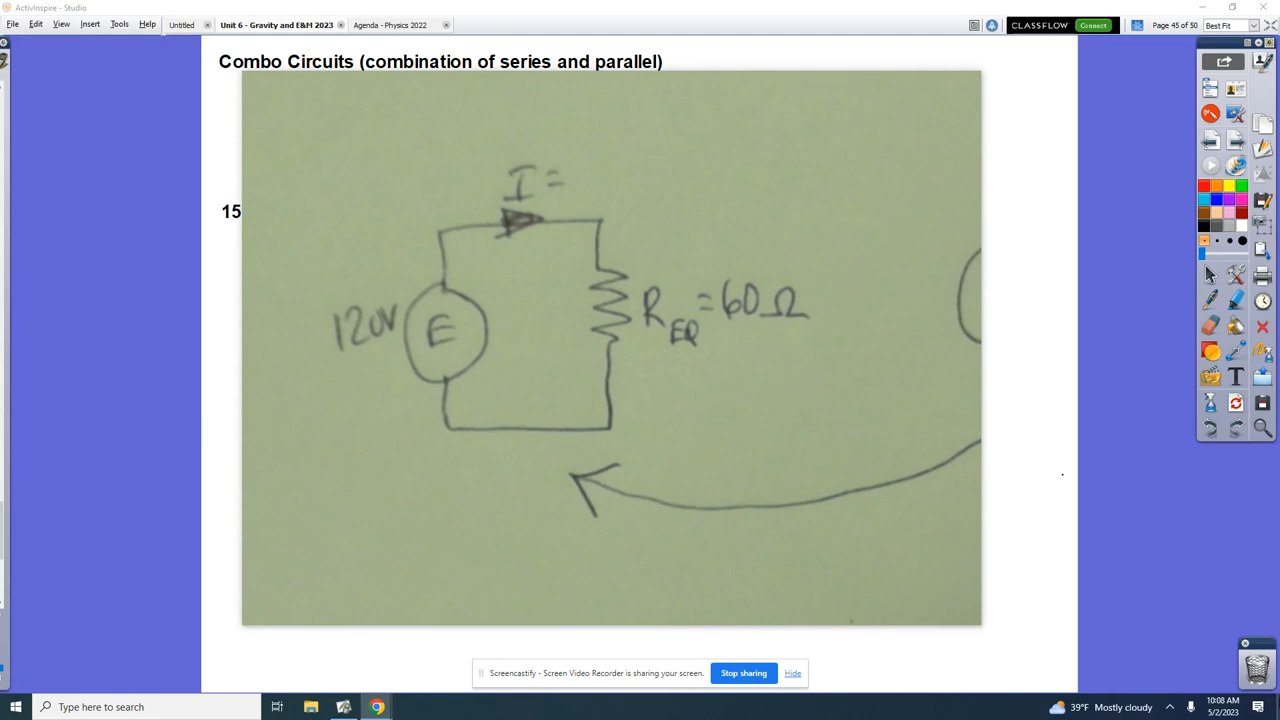 ActivInspire - Studio
File Edit View Insert Tools Help
Untitled
Unit 6 - Gravity and E&M 2023
Agenda - Physics 2022
CLASSFLOW
Connect
Page 45 of 50
Best Fit
Combo Circuits (combination of series and parallel)
15
I =
120V
E
REQ = 60 Ω
Screencastify - Screen Video Recorder is sharing your screen.
Stop sharing
Hide
Type here to search
39°F Mostly cloudy
10:08 AM
5/2/2023